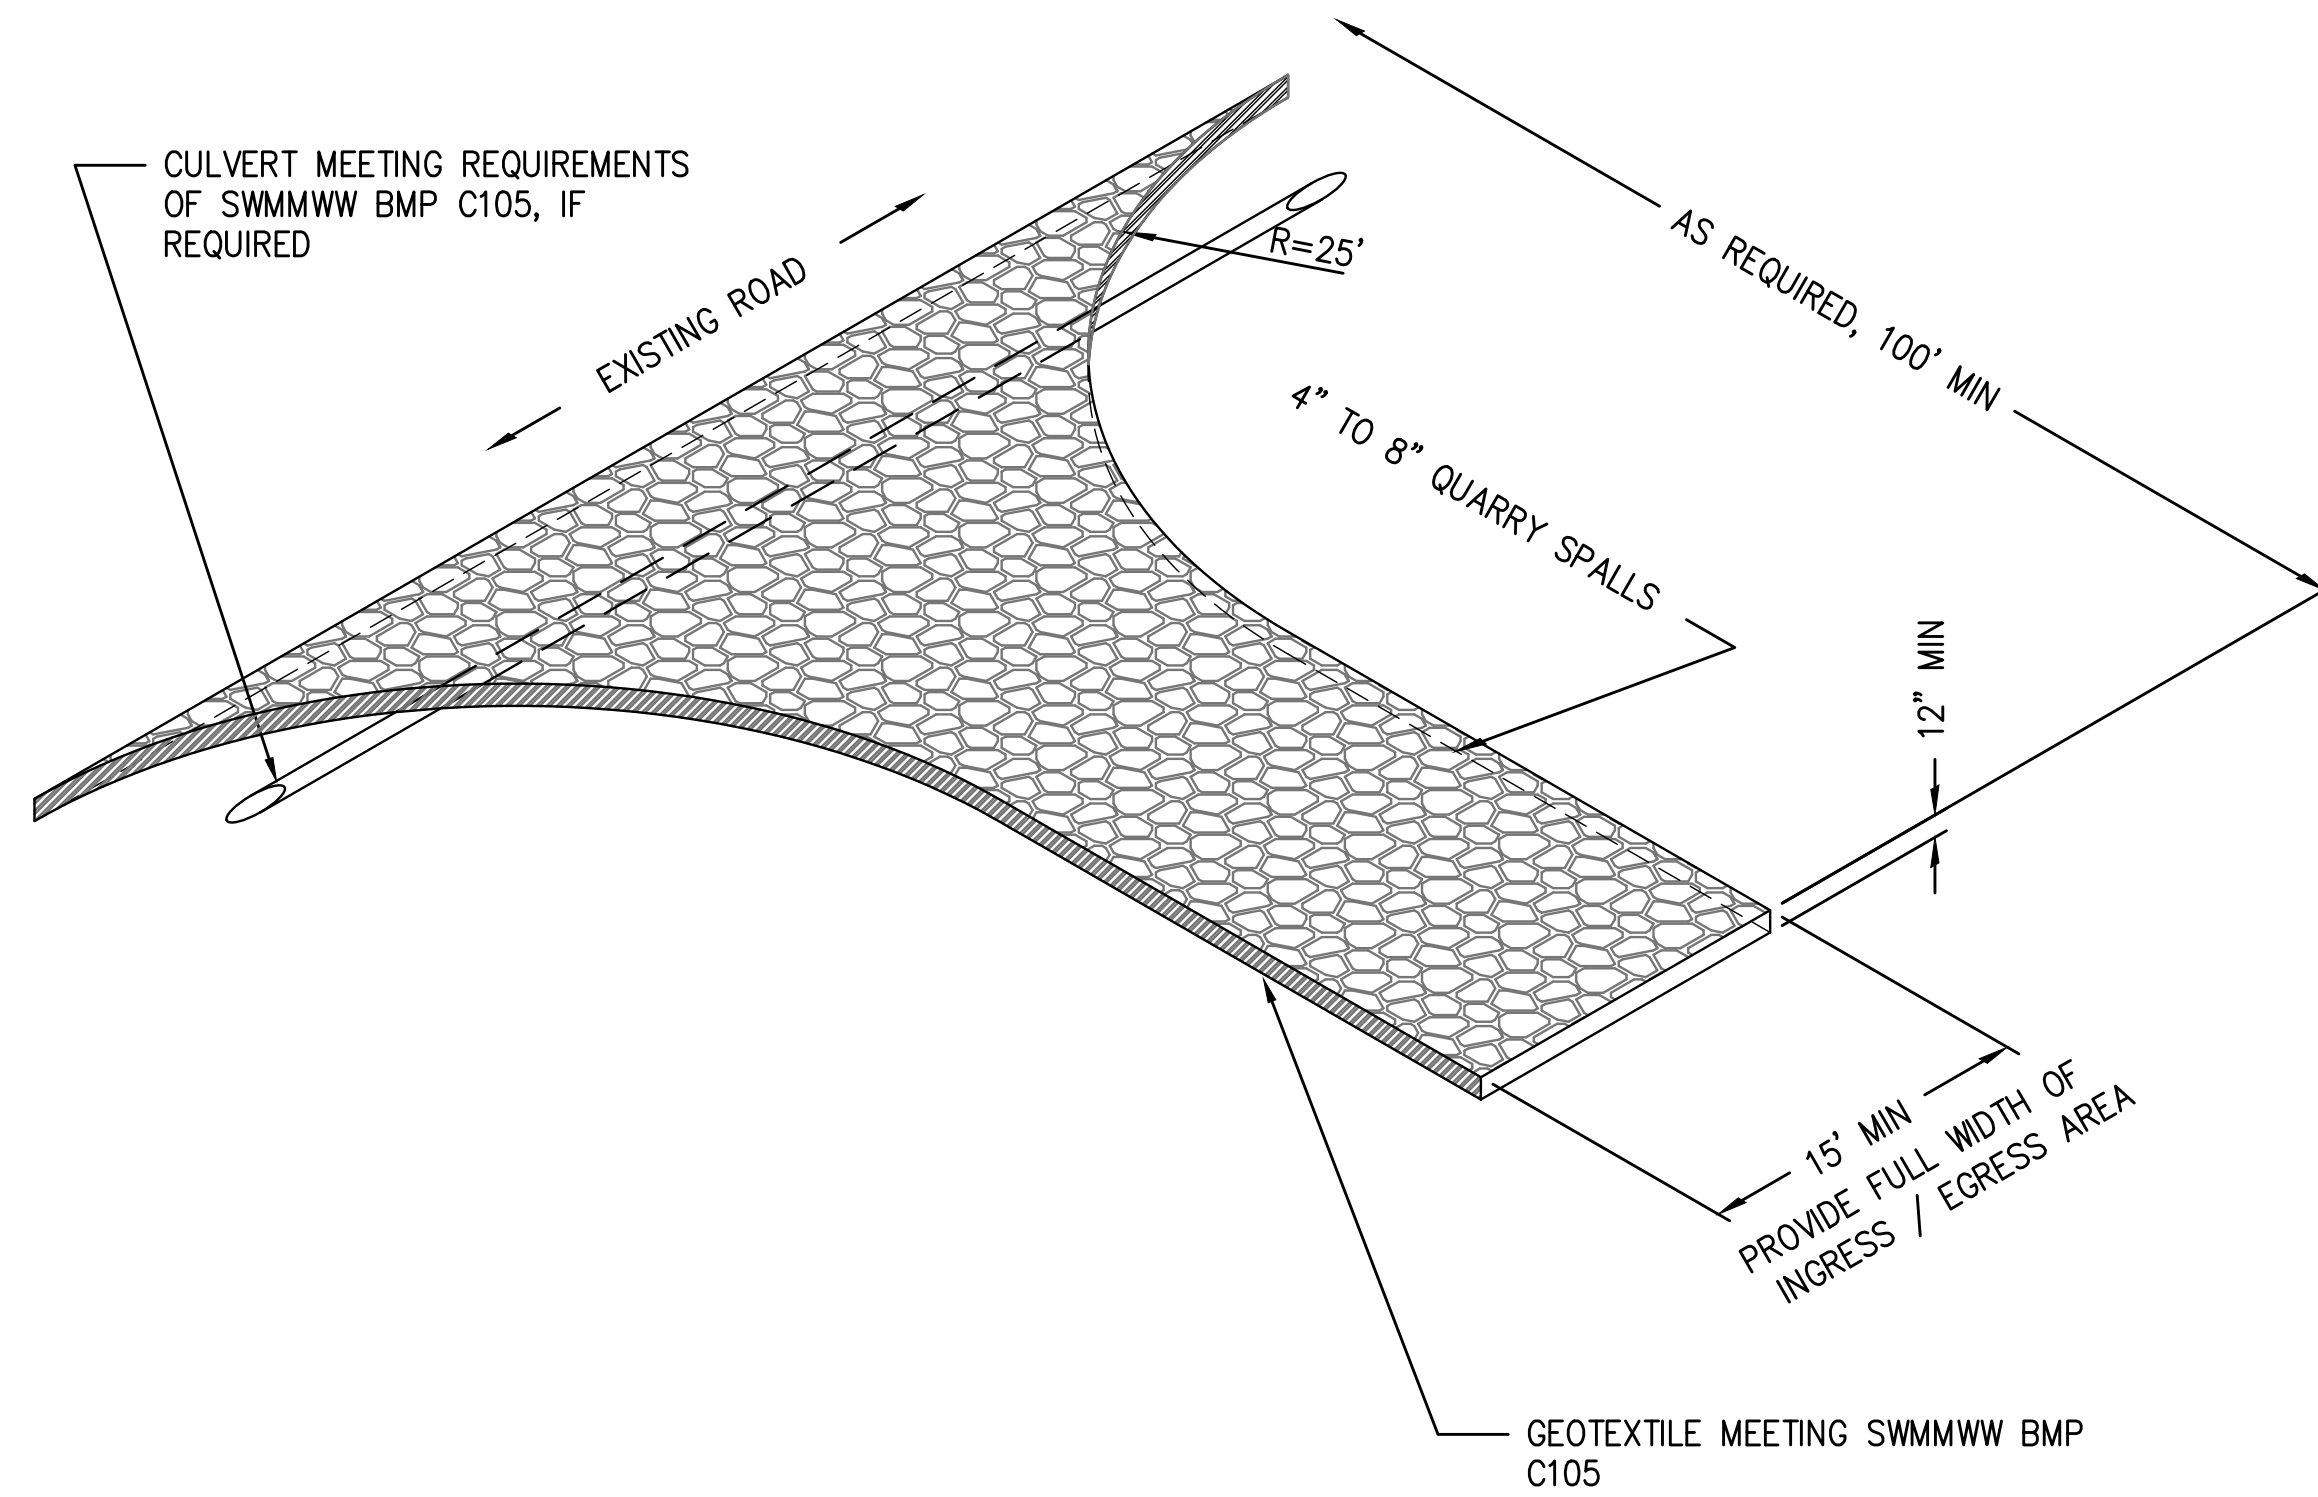 CULVERT MEETING REQUIREMENTS
OF SWMMWW BMP C105, IF
REQUIRED
EXISTING ROAD
R=25'
AS REQUIRED, 100' MIN
4" TO 8" QUARRY SPALLS
12" MIN
15' MIN
PROVIDE FULL WIDTH OF
INGRESS / EGRESS AREA
GEOTEXTILE MEETING SWMMWW BMP
C105